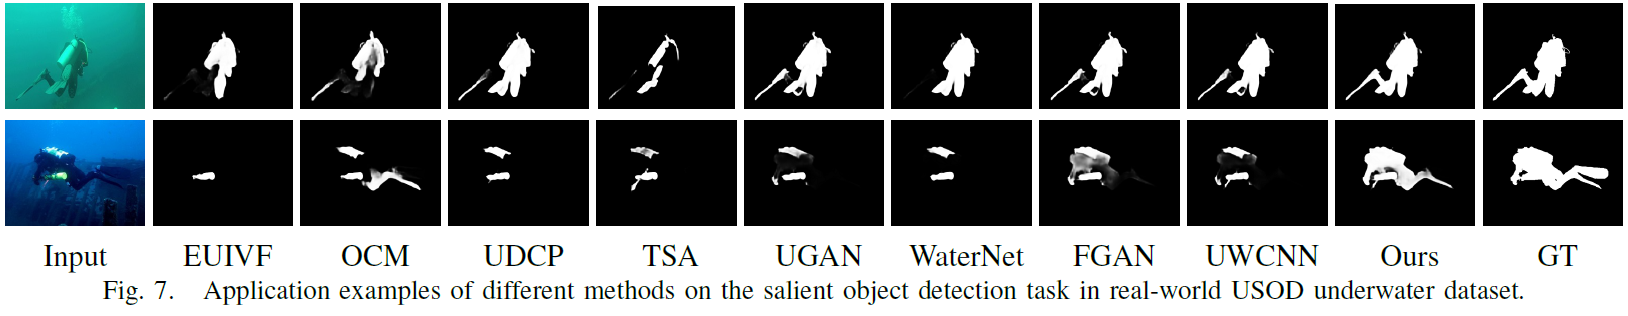 Input EUIVF OCM UDCP TSA UGAN WaterNet FGAN UWCNN Ours GT
Fig. 7. Application examples of different methods on the salient object detection task in real-world USOD underwater dataset.